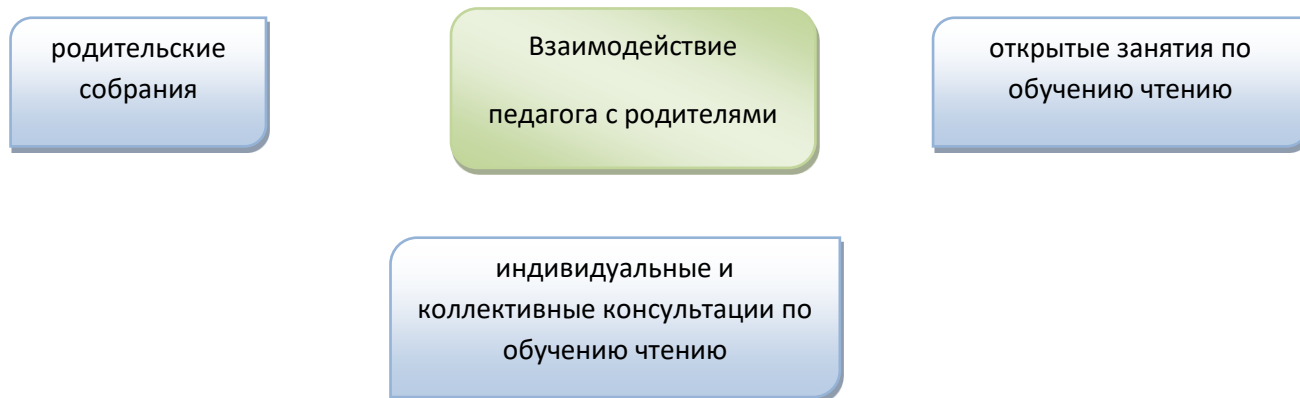 родительские
собрания
Взаимодействие
педагога с родителями
открытые занятия по
обучению чтению
индивидуальные и
коллективные консультации по
обучению чтению